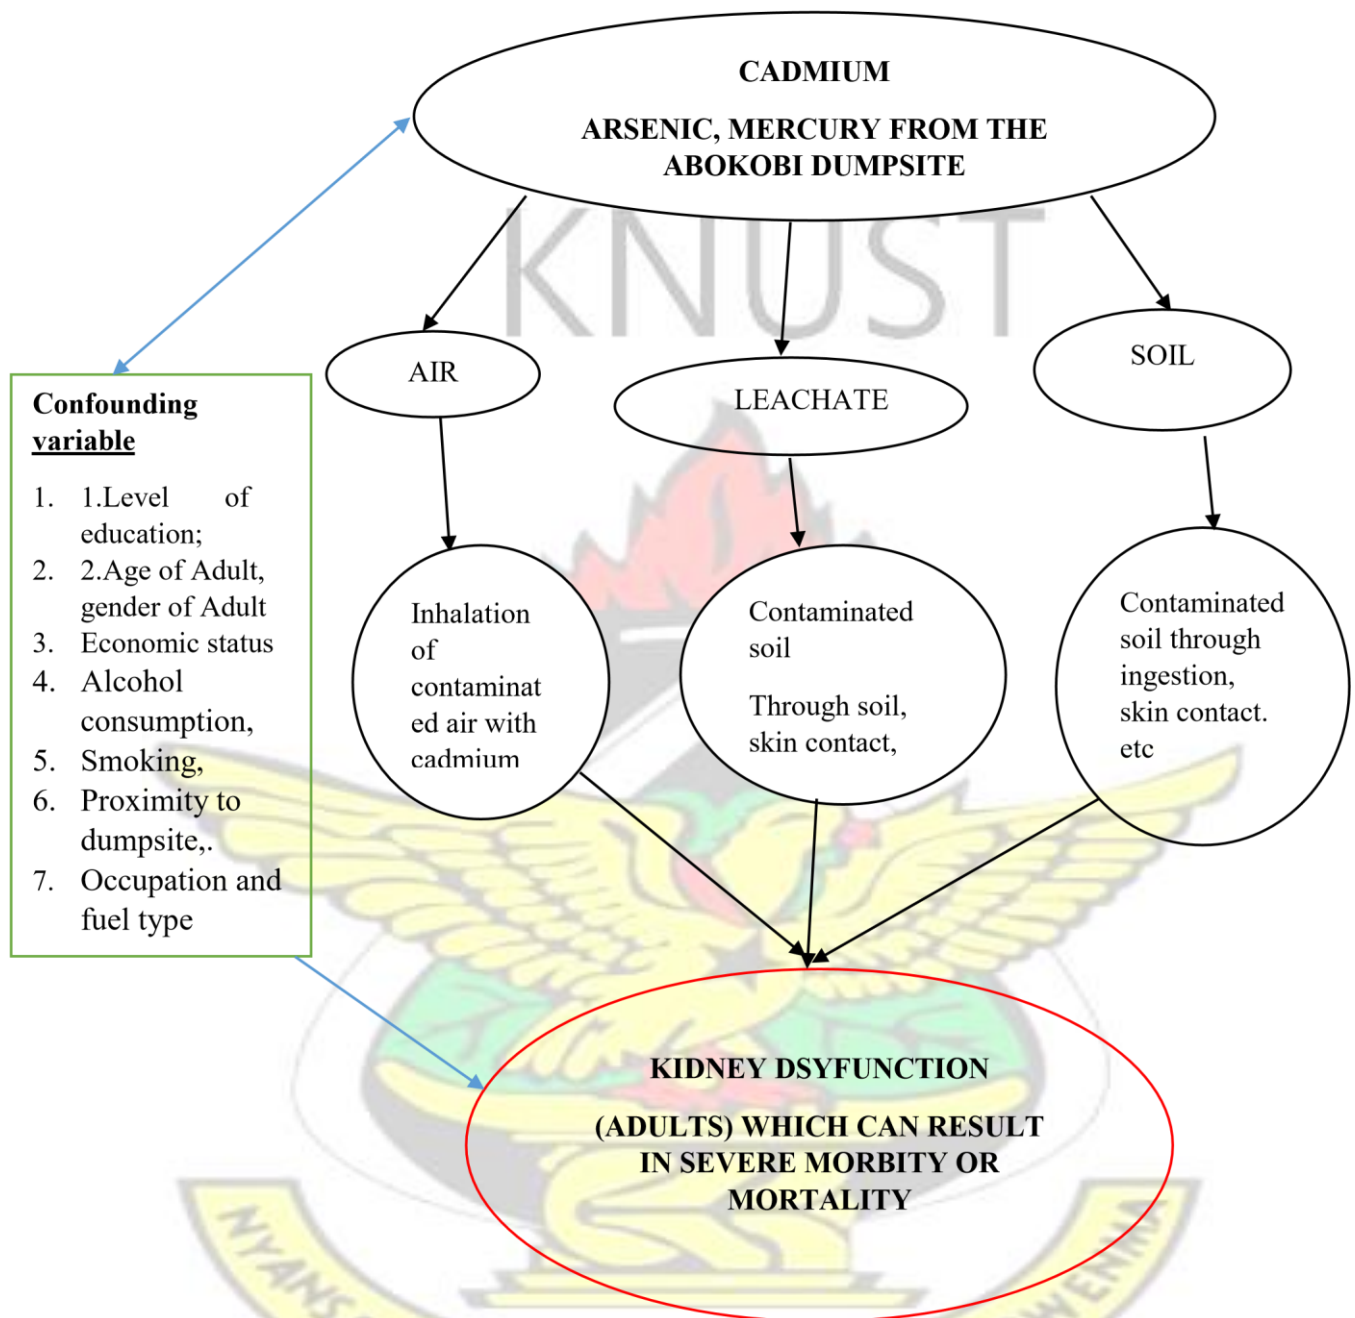 CADMIUM
ARSENIC, MERCURY FROM THE
ABOKOBI DUMPSITE
KNUST
AIR
LEACHATE
SOIL
Confounding
variable
1. 1.Level of
education;
2. 2.Age of Adult,
gender of Adult
3. Economic status
4. Alcohol
consumption,
5. Smoking,
6. Proximity to
dumpsite,.
7. Occupation and
fuel type
Inhalation
of
contaminat
ed air with
cadmium
Contaminated
soil
Through soil,
skin contact,
Contaminated
soil through
ingestion,
skin contact.
etc
KIDNEY DSYFUNCTION
(ADULTS) WHICH CAN RESULT
IN SEVERE MORBITY OR
MORTALITY